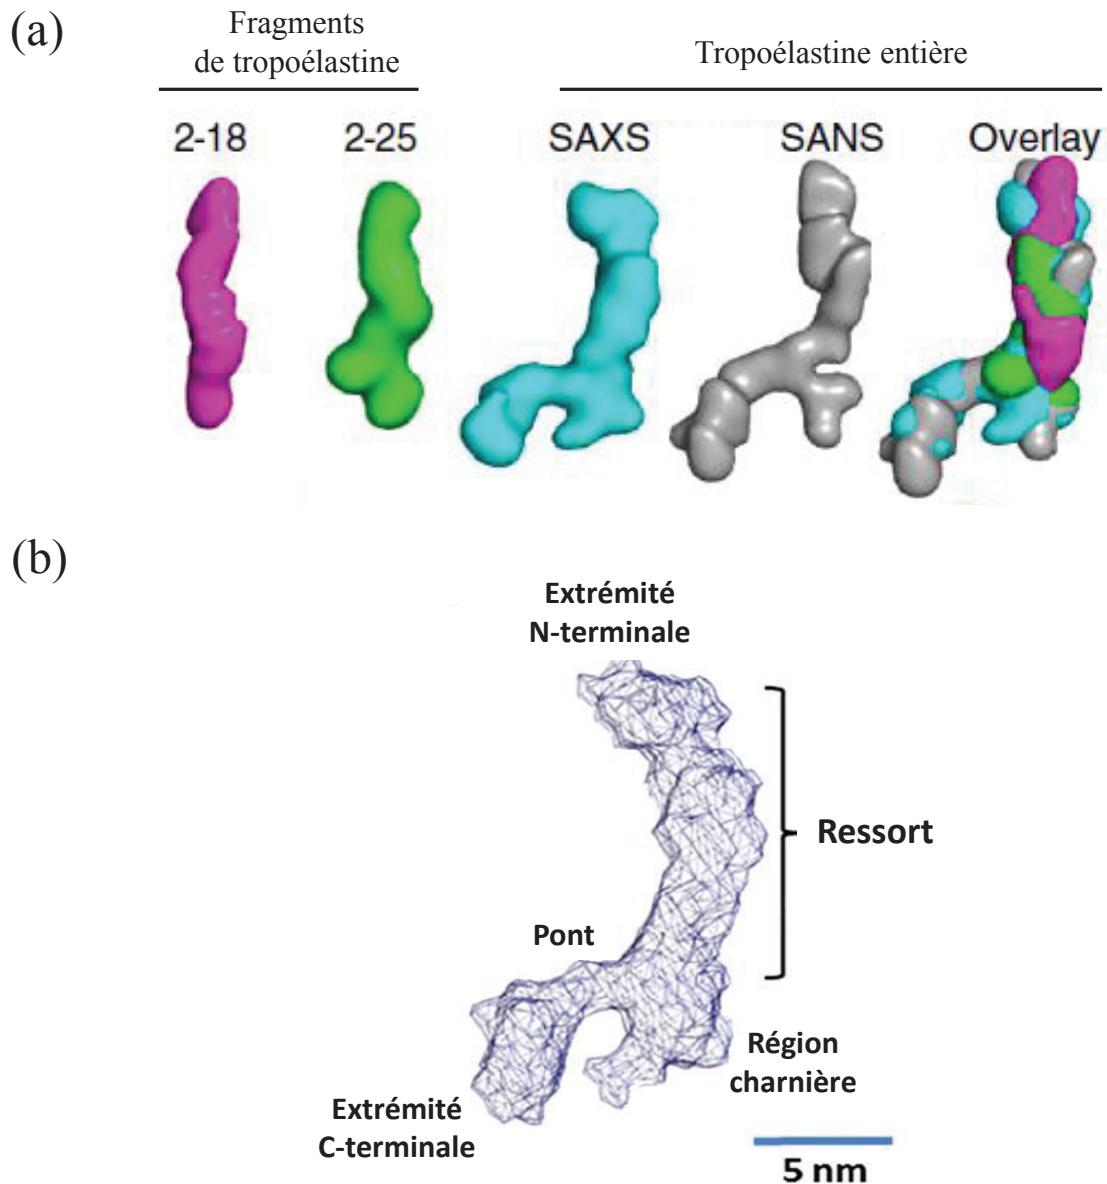 (a)
Fragments
de tropoélastine
Tropoélastine entière
2-18
2-25
SAXS
SANS
Overlay
(b)
Extrémité
N-terminale
Ressort
Pont
Région
charnière
Extrémité
C-terminale
5 nm